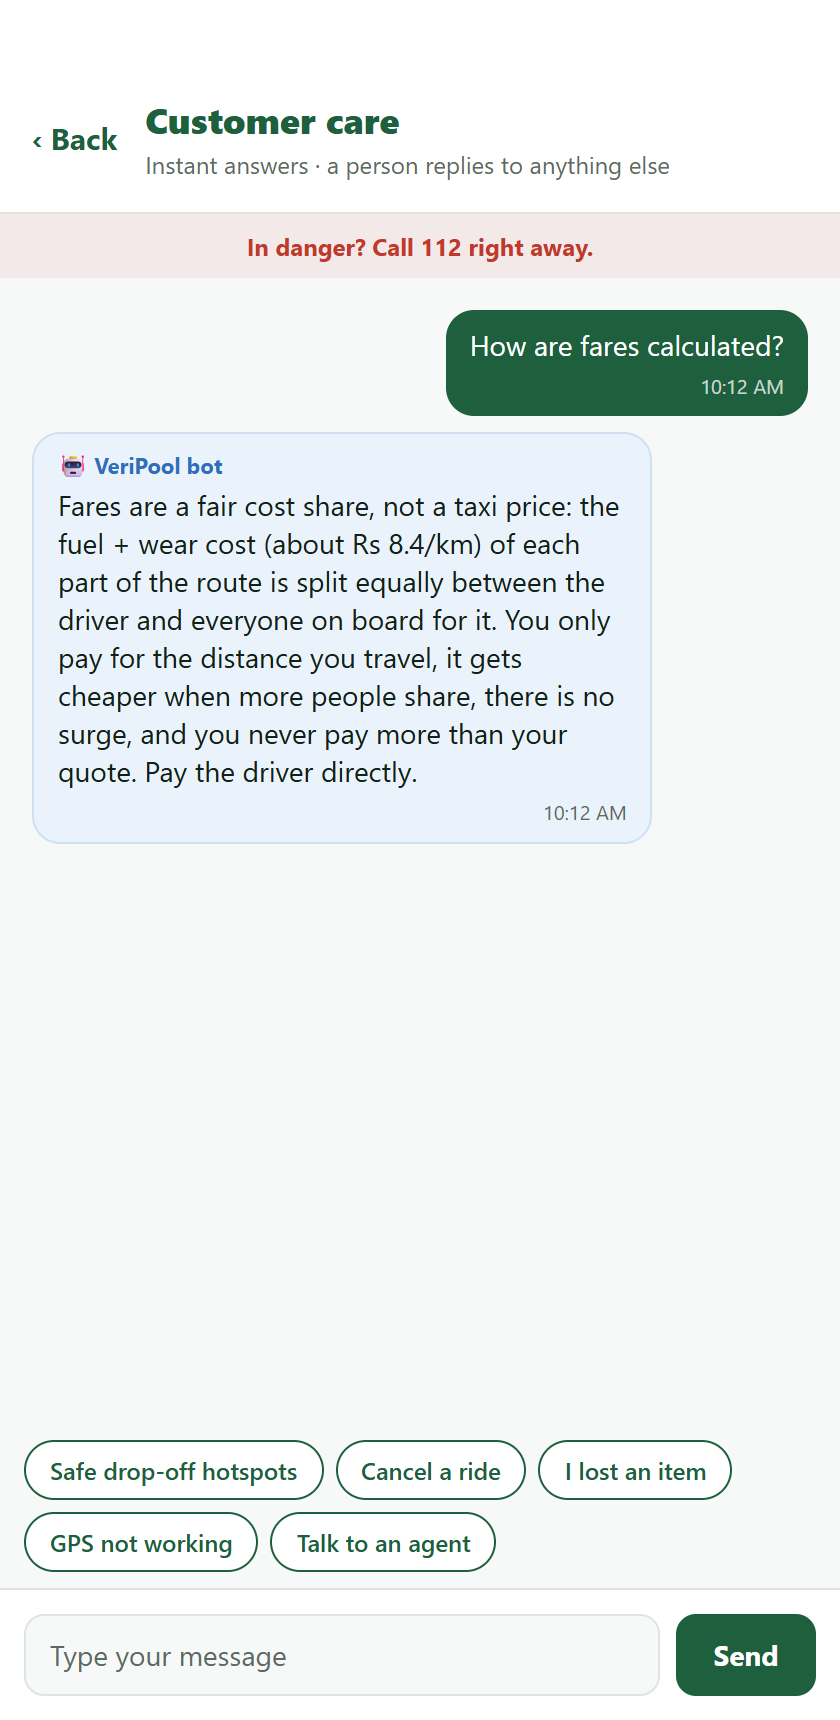 ‹ Back
Customer care
Instant answers · a person replies to anything else
In danger? Call 112 right away.
How are fares calculated?
10:12 AM
VeriPool bot
Fares are a fair cost share, not a taxi price: the
fuel + wear cost (about Rs 8.4/km) of each
part of the route is split equally between the
driver and everyone on board for it. You only
pay for the distance you travel, it gets
cheaper when more people share, there is no
surge, and you never pay more than your
quote. Pay the driver directly.
10:12 AM
Safe drop-off hotspots
Cancel a ride
I lost an item
GPS not working
Talk to an agent
Type your message
Send